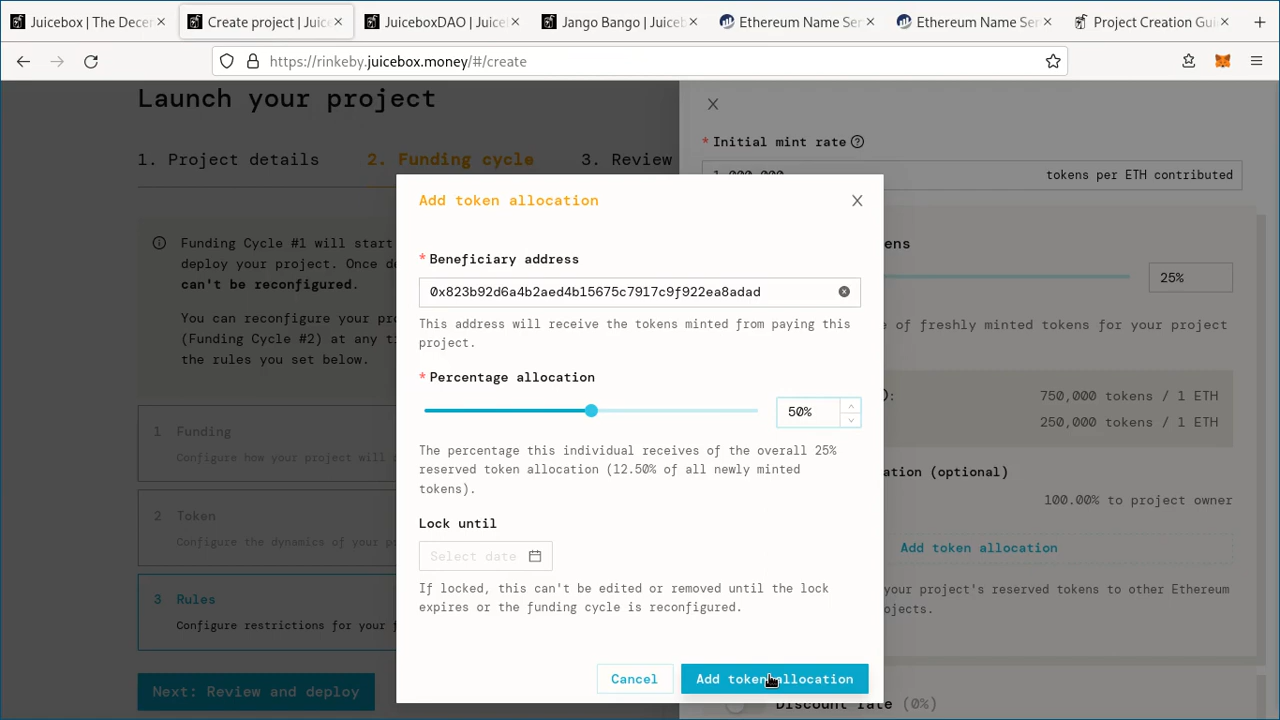 Juicebox | The Decer
Create project | Juice
JuiceboxDAO | Juicel
Jango Bango | Juiceb
Ethereum Name Ser
Ethereum Name Ser
Project Creation Gui
https://rinkeby.juicebox.money/#/create
Launch your project
1. Project details
2. Funding cycle
3. Review
Funding Cycle #1 will start
deploy your project. Once de
can't be reconfigured.
You can reconfigure your pro
(Funding Cycle #2) at any ti
the rules you set below.
1 Funding
Configure how your project will
2 Token
Configure the dynamics of your po
3 Rules
Configure restrictions for your f
Next: Review and deploy
Add token allocation
* Beneficiary address
0x823b92d6a4b2aed4b15675c7917c9f922ea8adad
This address will receive the tokens minted from paying this
project.
* Percentage allocation
50%
The percentage this individual receives of the overall 25%
reserved token allocation (12.50% of all newly minted
tokens).
Lock until
Select date
If locked, this can't be edited or removed until the lock
expires or the funding cycle is reconfigured.
Cancel
Add token allocation
* Initial mint rate
1,000,000
tokens per ETH contributed
ens
25%
e of freshly minted tokens for your project
: 750,000 tokens / 1 ETH
250,000 tokens / 1 ETH
ation (optional)
100.00% to project owner
Add token allocation
your project's reserved tokens to other Ethereum
ojects.
Discount rate (0%)